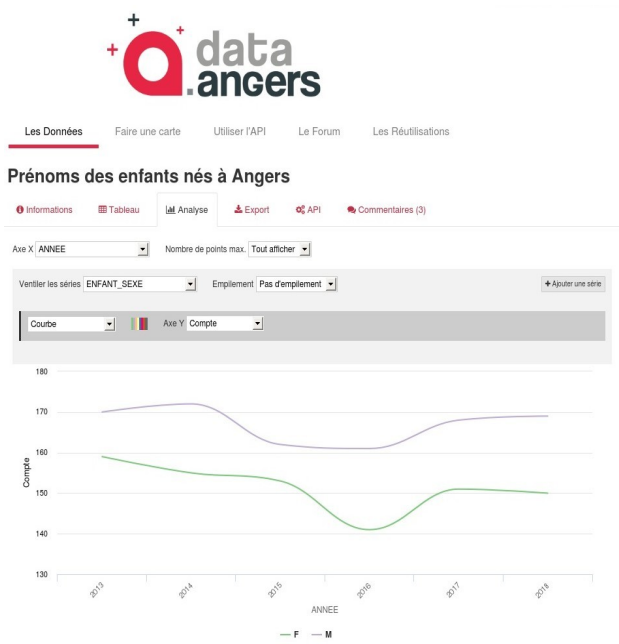 data
.angers
Les Données Faire une carte Utiliser l'API Le Forum Les Réutilisations
Prénoms des enfants nés à Angers
Informations Tableau Analyse Export API Commentaires (3)
Axe X ANNEE Nombre de points max. Tout afficher
Ventiler les séries ENFANT_SEXE Empilement Pas d'empilement + Ajouter une série
Courbe Axe Y Compte
180
170
160
150
140
130
Compte
2013 2014 2015 2016 2017 2018
ANNEE
F M